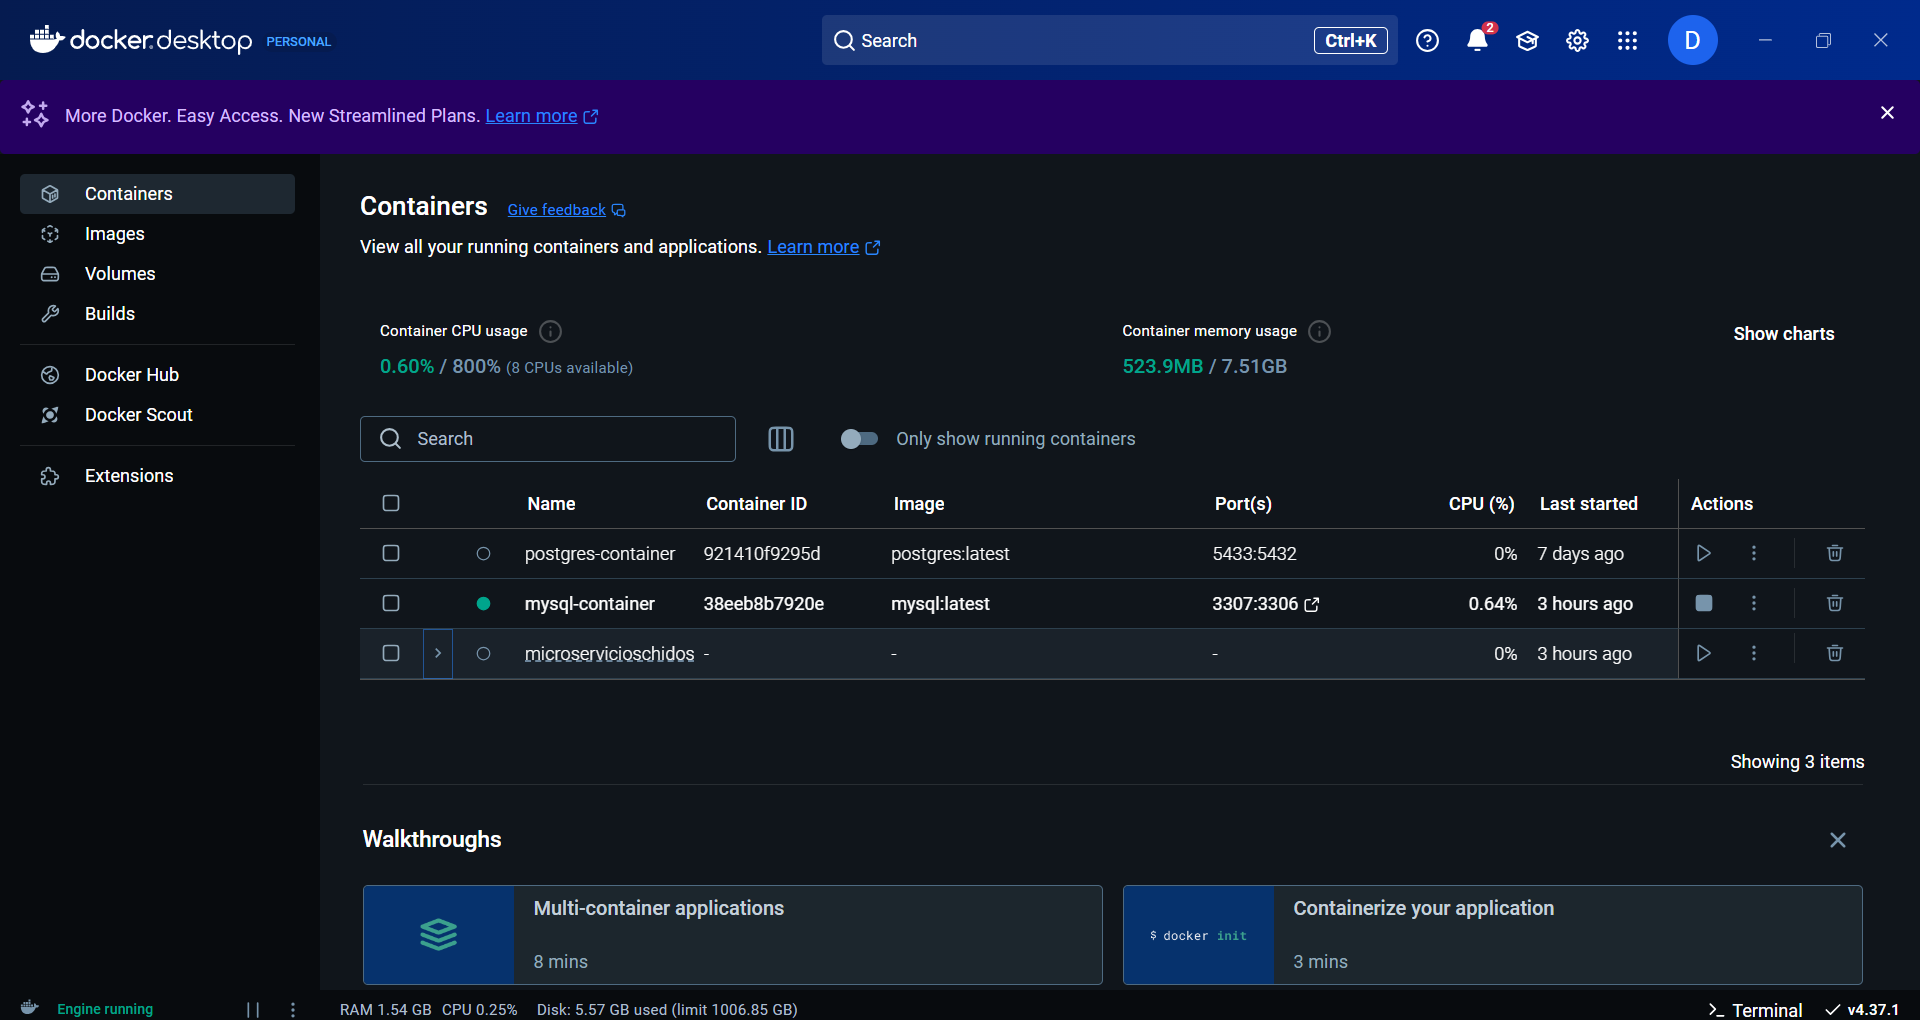 docker.desktop PERSONAL
Search Ctrl+K
2
D
More Docker. Easy Access. New Streamlined Plans. Learn more
Containers
Images
Volumes
Builds
Docker Hub
Docker Scout
Extensions
Containers Give feedback
View all your running containers and applications. Learn more
Container CPU usage
0.60% / 800% (8 CPUs available)
Container memory usage
523.9MB / 7.51GB
Show charts
Search
Only show running containers
Name Container ID Image Port(s) CPU (%) Last started Actions
postgres-container 921410f9295d postgres:latest 5433:5432 0% 7 days ago
mysql-container 38eeb8b7920e mysql:latest 3307:3306 0.64% 3 hours ago
microservicioschidos - - - 0% 3 hours ago
Showing 3 items
Walkthroughs
Multi-container applications
8 mins
$ docker init
Containerize your application
3 mins
Engine running
RAM 1.54 GB CPU 0.25% Disk: 5.57 GB used (limit 1006.85 GB)
>_ Terminal
v4.37.1